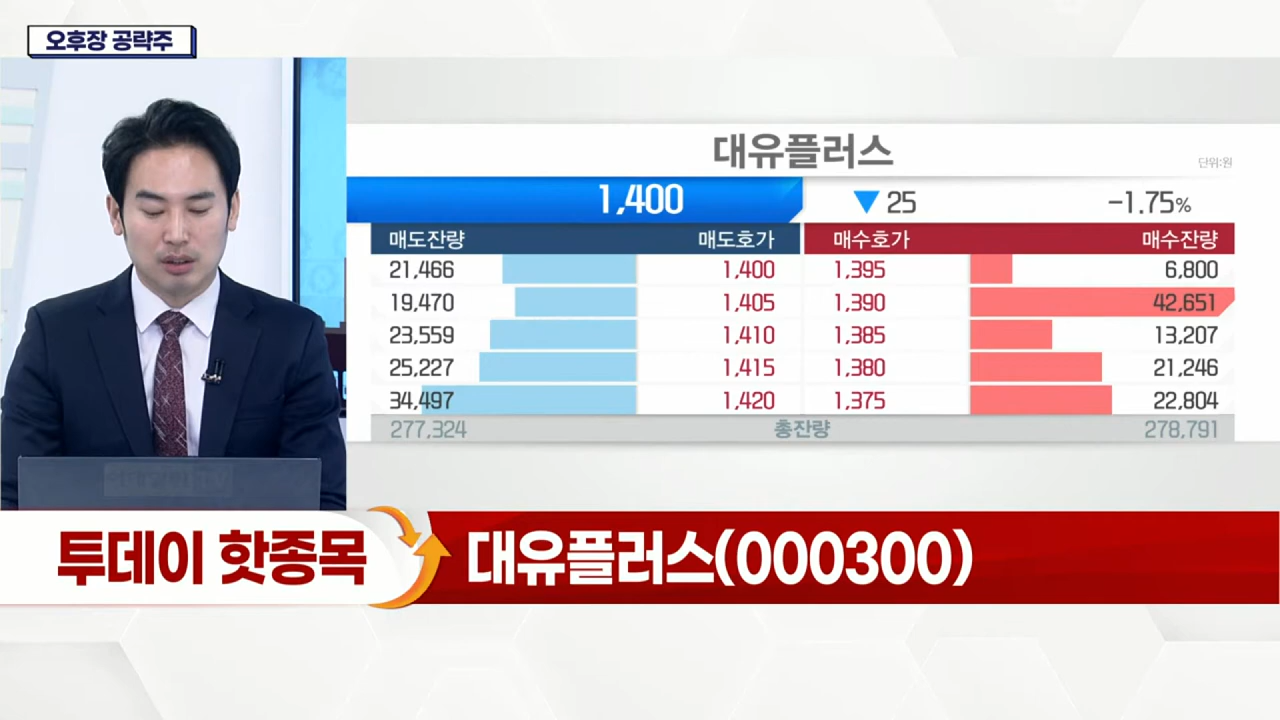 오후장 공략주
대유플러스
단위:원
1,400 ▼ 25 -1.75%
매도잔량 매도호가 매수호가 매수잔량
21,466 1,400 1,395 6,800
19,470 1,405 1,390 42,651
23,559 1,410 1,385 13,207
25,227 1,415 1,380 21,246
34,497 1,420 1,375 22,804
277,324 총잔량 278,791
투데이 핫종목 대유플러스(000300)